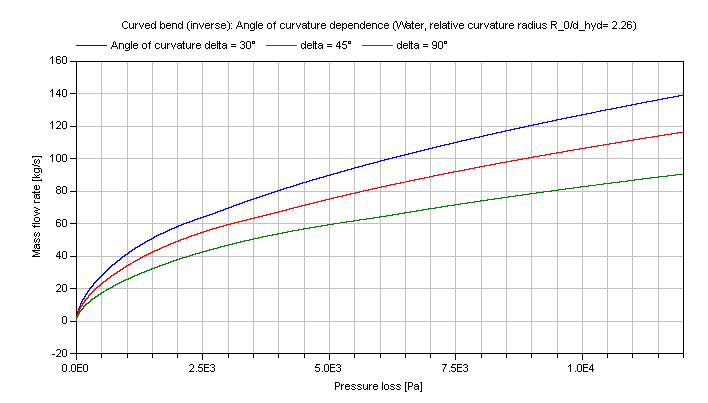 Curved bend (inverse): Angle of curvature dependence (Water, relative curvature radius R_0/d_hyd= 2.26)
Angle of curvature delta = 30° delta = 45° delta = 90°
160
140
120
100
80
60
40
20
0
-20
Mass flow rate [kg/s]
0.0E0 2.5E3 5.0E3 7.5E3 1.0E4
Pressure loss [Pa]